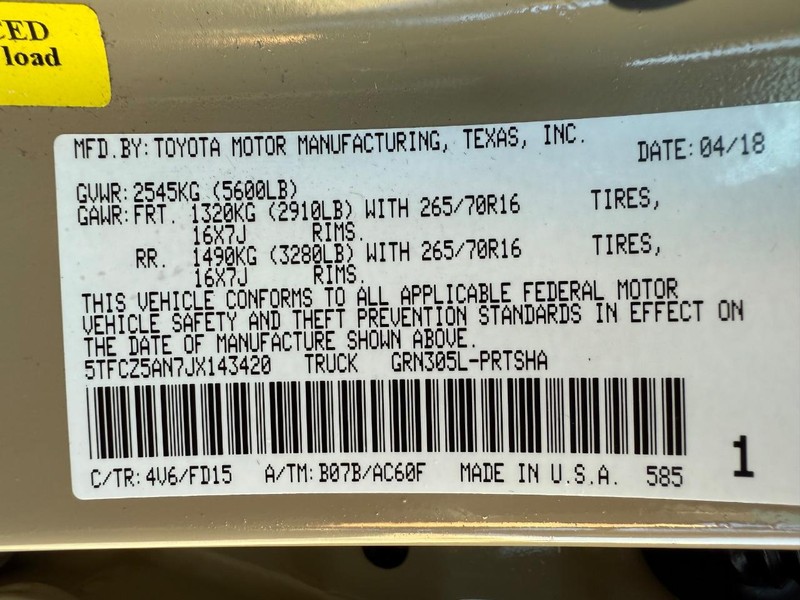 CED
load
MFD.BY:TOYOTA MOTOR MANUFACTURING, TEXAS, INC. DATE:04/18
GVWR:2545KG (5600LB)
GAWR:FRT. 1320KG (2910LB) WITH 265/70R16 TIRES,
16X7J RIMS.
RR. 1490KG (3280LB) WITH 265/70R16 TIRES,
16X7J RIMS.
THIS VEHICLE CONFORMS TO ALL APPLICABLE FEDERAL MOTOR
VEHICLE SAFETY AND THEFT PREVENTION STANDARDS IN EFFECT ON
THE DATE OF MANUFACTURE SHOWN ABOVE.
5TFCZ5AN7JX143420 TRUCK GRN305L-PRTSHA
C/TR:4V6/FD15 A/TM:B07B/AC60F MADE IN U.S.A. 585 1